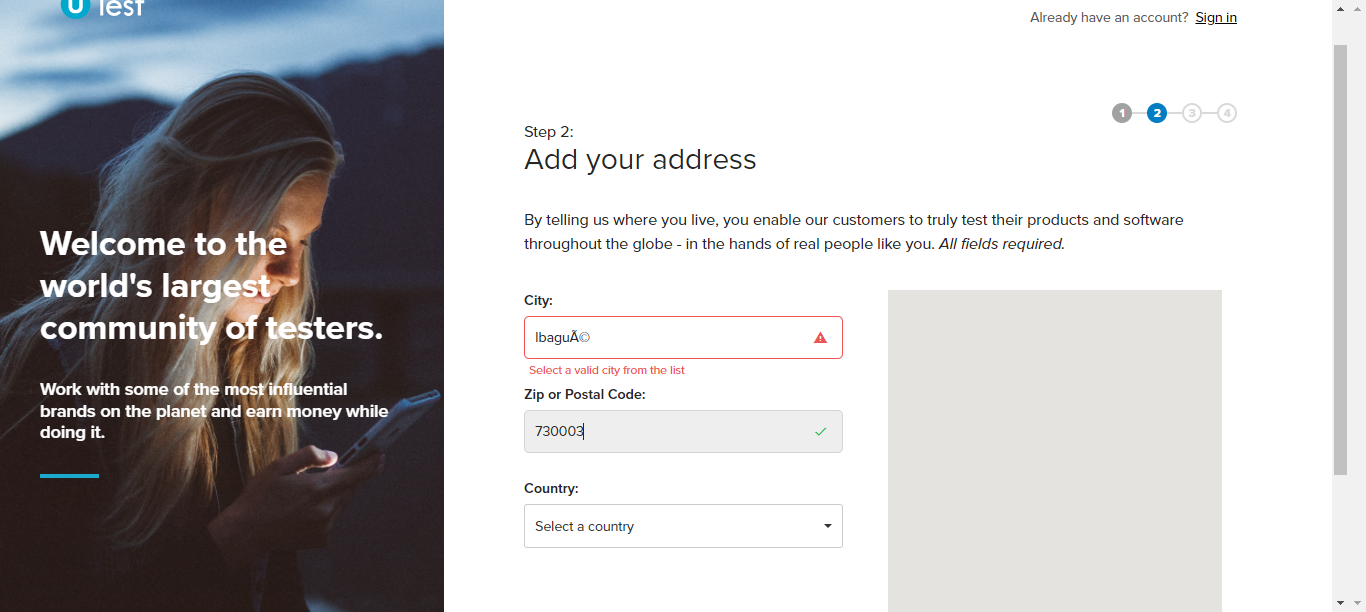 U Test
Already have an account? Sign in
1 2 3 4
Step 2:
Add your address
By telling us where you live, you enable our customers to truly test their products and software
throughout the globe - in the hands of real people like you. All fields required.
Welcome to the
world's largest
community of testers.
Work with some of the most influential
brands on the planet and earn money while
doing it.
City:
IbaguÃ©
Select a valid city from the list
Zip or Postal Code:
730003
Country:
Select a country